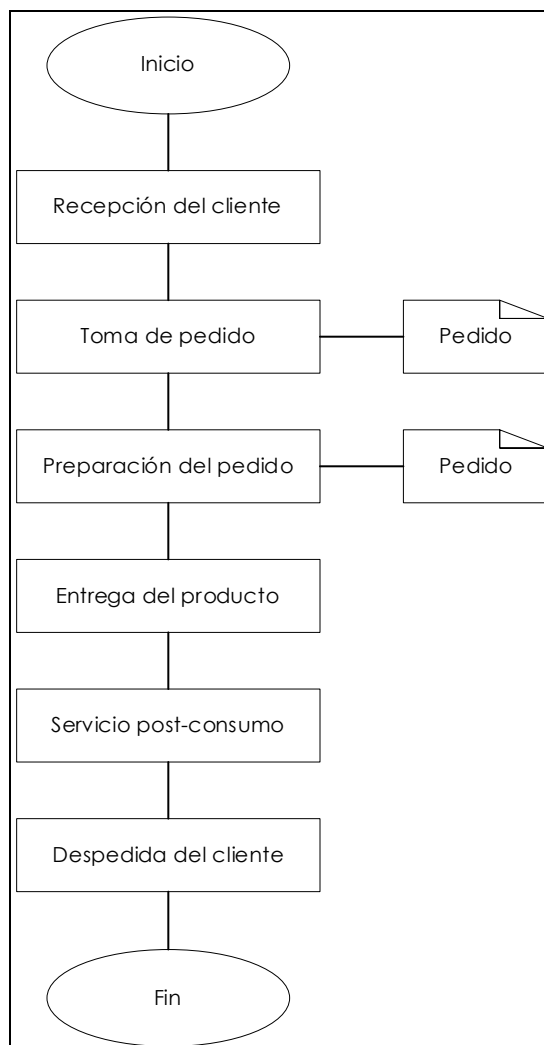 Inicio
Recepción del cliente
Toma de pedido
Pedido
Preparación del pedido
Pedido
Entrega del producto
Servicio post-consumo
Despedida del cliente
Fin